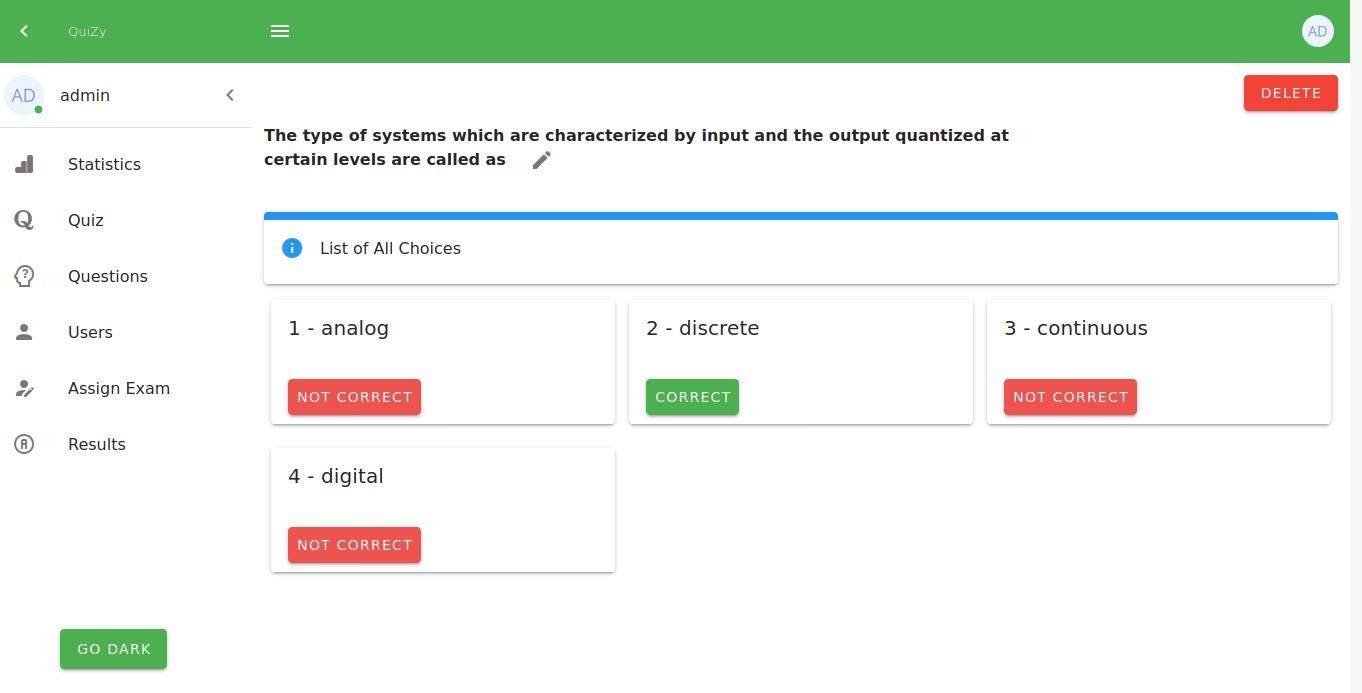 QuiZy
AD
AD
admin
DELETE
The type of systems which are characterized by input and the output quantized at
certain levels are called as
Statistics
Quiz
Questions
Users
Assign Exam
Results
List of All Choices
1 - analog
NOT CORRECT
2 - discrete
CORRECT
3 - continuous
NOT CORRECT
4 - digital
NOT CORRECT
GO DARK